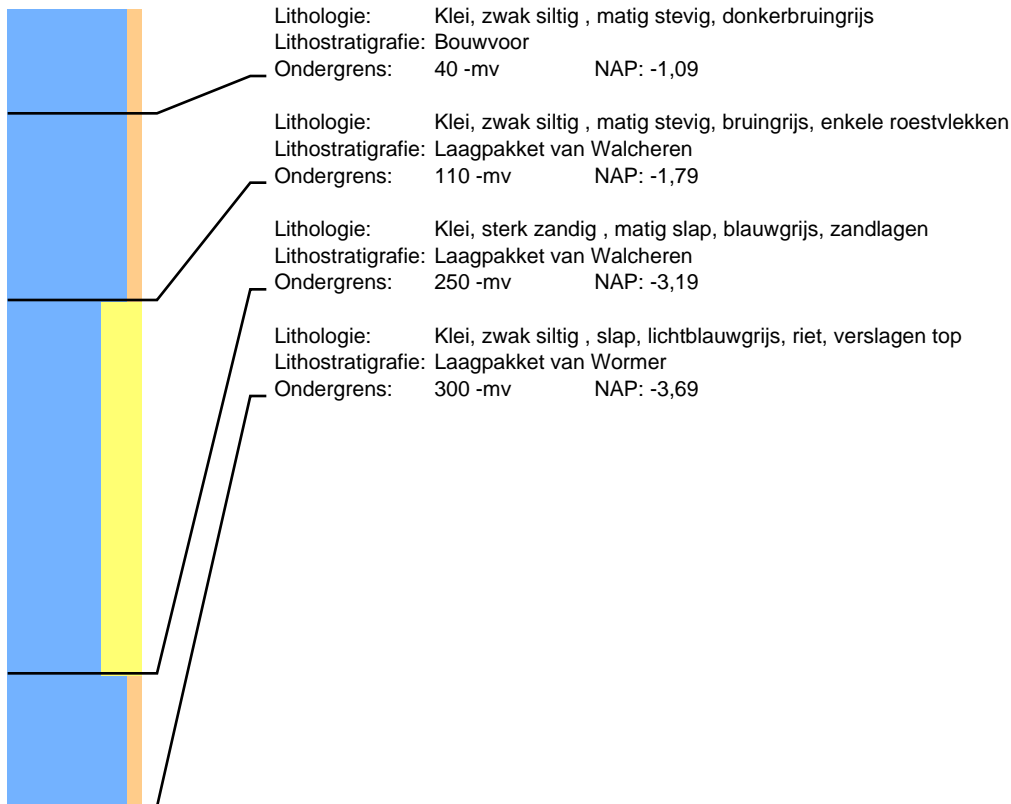 Lithologie: Klei, zwak siltig , matig stevig, donkerbruingrijs
Lithostratigrafie: Bouwvoor
Ondergrens: 40 -mv NAP: -1,09
Lithologie: Klei, zwak siltig , matig stevig, bruingrijs, enkele roestvlekken
Lithostratigrafie: Laagpakket van Walcheren
Ondergrens: 110 -mv NAP: -1,79
Lithologie: Klei, sterk zandig , matig slap, blauwgrijs, zandlagen
Lithostratigrafie: Laagpakket van Walcheren
Ondergrens: 250 -mv NAP: -3,19
Lithologie: Klei, zwak siltig , slap, lichtblauwgrijs, riet, verslagen top
Lithostratigrafie: Laagpakket van Wormer
Ondergrens: 300 -mv NAP: -3,69